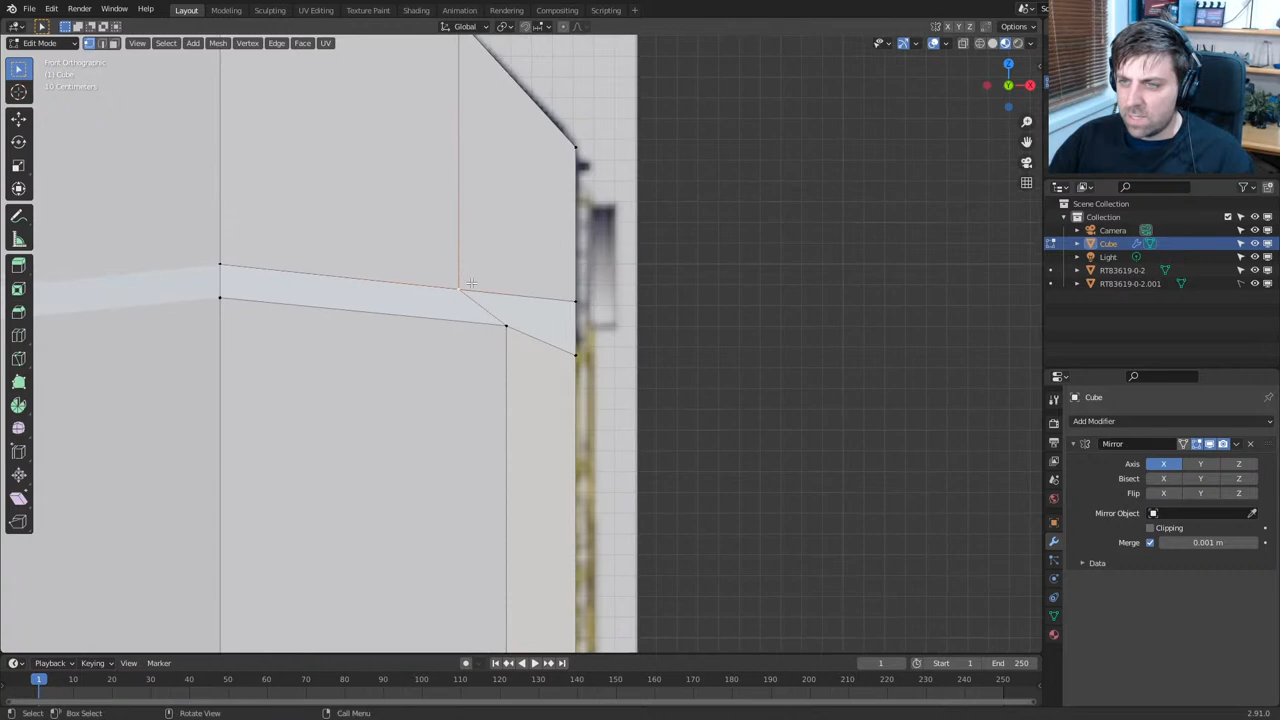 File Edit Render Window Help Layout Modeling Sculpting UV Editing Texture Paint Shading Animation Rendering Compositing Scripting +
Global Options
X Y Z
Edit Mode View Select Add Mesh Vertex Edge Face UV
Front Orthographic
(1) Cube
10 Centimeters
Z
Y
X
Scene Collection
Collection
Camera
Cube
Light
RT83619-0-2
RT83619-0-2.001
Cube
Add Modifier
Mirror
Axis X Y Z
Bisect X Y Z
Flip X Y Z
Mirror Object
Clipping
Merge 0.001 m
Data
Playback Keying View Marker 1 Start 1 End 250
1 10 20 30 40 50 60 70 80 90 100 110 120 130 140 150 160 170 180 190 200 210 220 230 240 250
Select Box Select Rotate View Call Menu 2.91.0